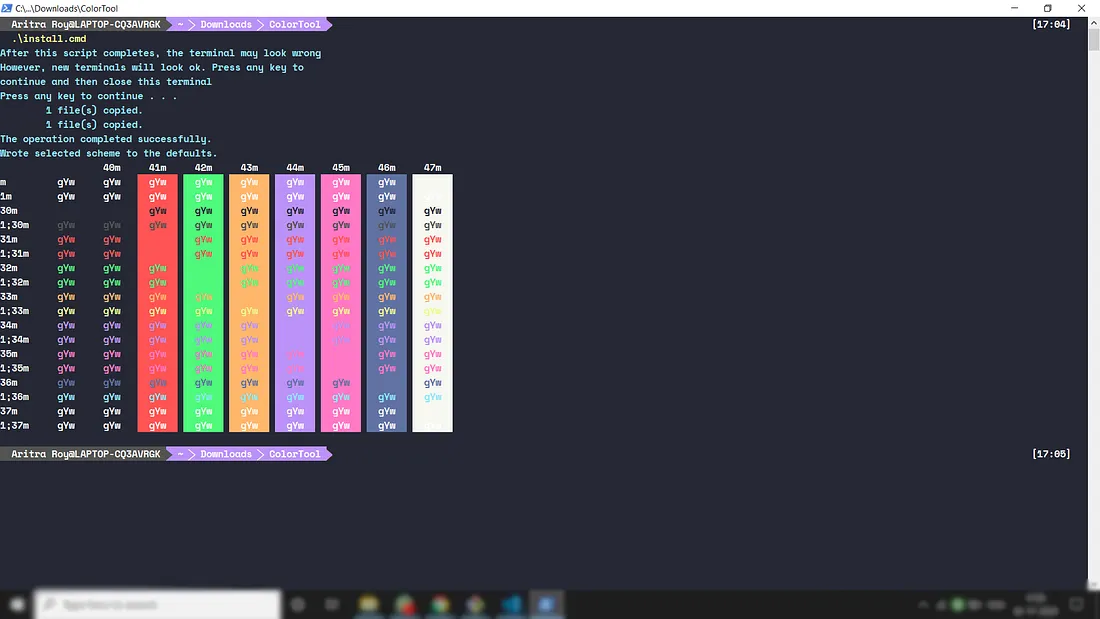 C:\...\Downloads\ColorTool
Aritra Roy@LAPTOP-CQ3AVRGK ~ Downloads ColorTool [17:04]
.\install.cmd
After this script completes, the terminal may look wrong
However, new terminals will look ok. Press any key to
continue and then close this terminal
Press any key to continue . . .
1 file(s) copied.
1 file(s) copied.
The operation completed successfully.
Wrote selected scheme to the defaults.
40m 41m 42m 43m 44m 45m 46m 47m
m gYw gYw gYw gYw gYw gYw gYw gYw
1m gYw gYw gYw gYw gYw gYw gYw gYw
30m gYw gYw gYw gYw gYw gYw gYw
1;30m gYw gYw gYw gYw gYw gYw gYw gYw gYw
31m gYw gYw gYw gYw gYw gYw gYw gYw
1;31m gYw gYw gYw gYw gYw gYw gYw gYw
32m gYw gYw gYw gYw gYw gYw gYw gYw
1;32m gYw gYw gYw gYw gYw gYw gYw gYw
33m gYw gYw gYw gYw gYw gYw gYw gYw
1;33m gYw gYw gYw gYw gYw gYw gYw gYw gYw
34m gYw gYw gYw gYw gYw gYw gYw gYw
1;34m gYw gYw gYw gYw gYw gYw gYw gYw
35m gYw gYw gYw gYw gYw gYw gYw gYw
1;35m gYw gYw gYw gYw gYw gYw gYw gYw
36m gYw gYw gYw gYw gYw gYw gYw gYw
1;36m gYw gYw gYw gYw gYw gYw gYw gYw gYw
37m gYw gYw gYw gYw gYw gYw gYw gYw
1;37m gYw gYw gYw gYw gYw gYw gYw gYw
Aritra Roy@LAPTOP-CQ3AVRGK ~ Downloads ColorTool [17:05]